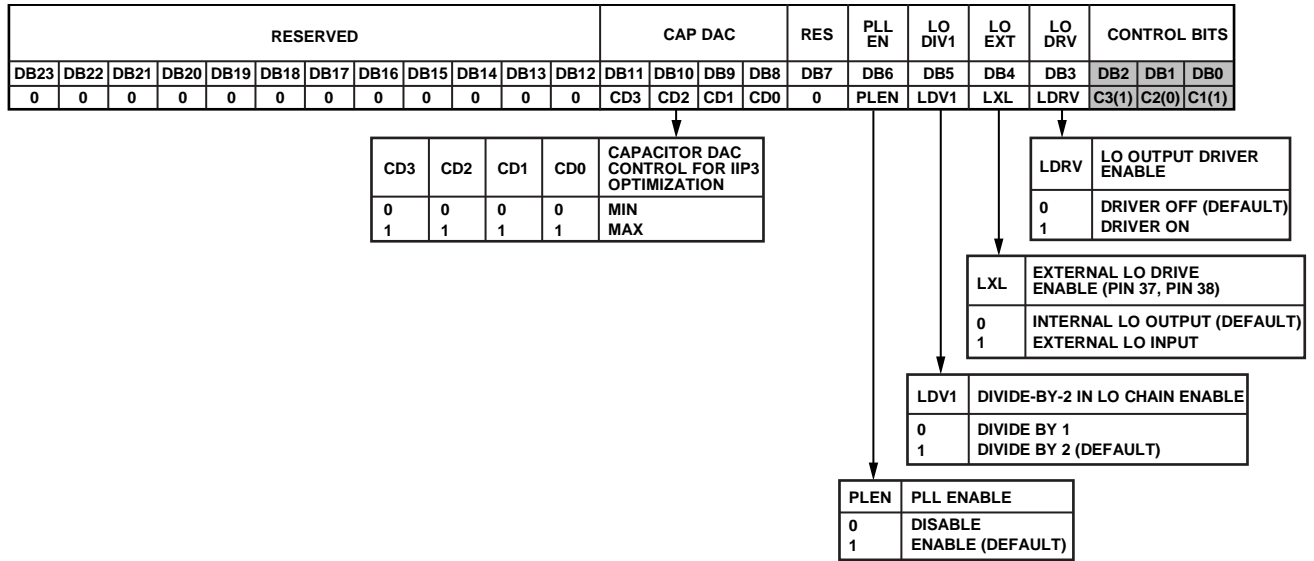 RESERVED CAP DAC RES PLL EN LO DIV1 LO EXT LO DRV CONTROL BITS
DB23 DB22 DB21 DB20 DB19 DB18 DB17 DB16 DB15 DB14 DB13 DB12 DB11 DB10 DB9 DB8 DB7 DB6 DB5 DB4 DB3 DB2 DB1 DB0
0 0 0 0 0 0 0 0 0 0 0 0 CD3 CD2 CD1 CD0 0 PLEN LDV1 LXL LDRV C3(1) C2(0) C1(1)
CD3 CD2 CD1 CD0 CAPACITOR DAC
CONTROL FOR IIP3
OPTIMIZATION
0 0 0 0 MIN
1 1 1 1 MAX
LDRV LO OUTPUT DRIVER
ENABLE
0 DRIVER OFF (DEFAULT)
1 DRIVER ON
LXL EXTERNAL LO DRIVE
ENABLE (PIN 37, PIN 38)
0 INTERNAL LO OUTPUT (DEFAULT)
1 EXTERNAL LO INPUT
LDV1 DIVIDE-BY-2 IN LO CHAIN ENABLE
0 DIVIDE BY 1
1 DIVIDE BY 2 (DEFAULT)
PLEN PLL ENABLE
0 DISABLE
1 ENABLE (DEFAULT)